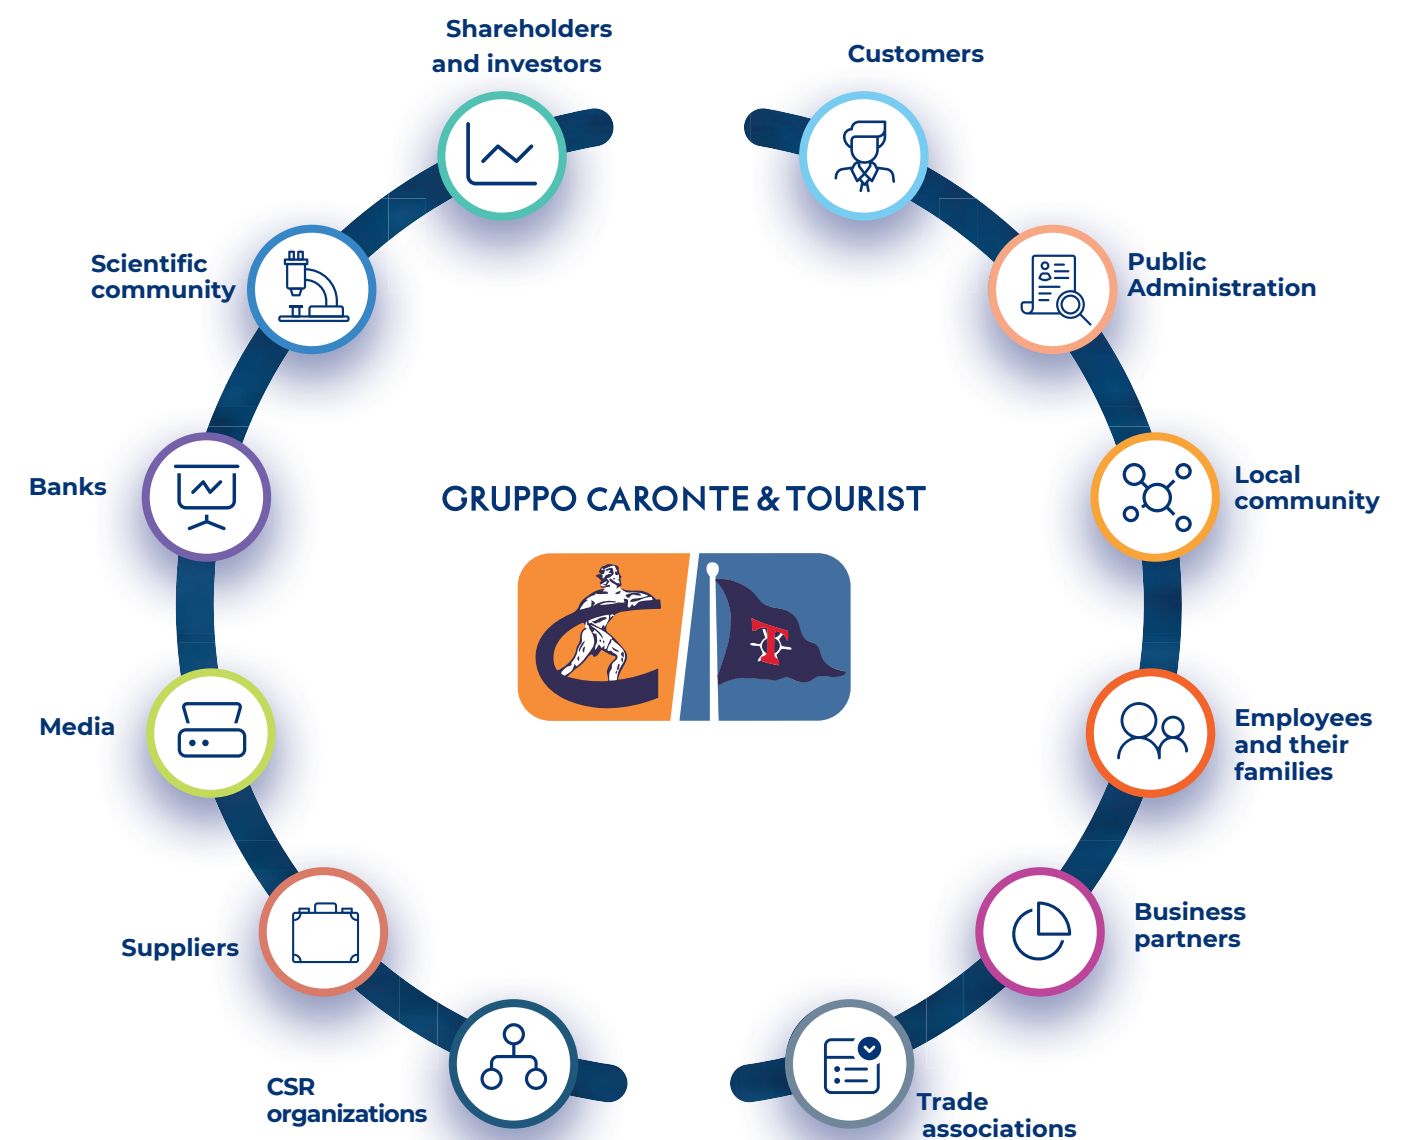 Shareholders
and investors
Customers
Scientific
community
Public
Administration
Banks
Local
community
GRUPPO CARONTE & TOURIST
T
Media
Employees
and their
families
Suppliers
Business
partners
CSR
organizations
Trade
associations